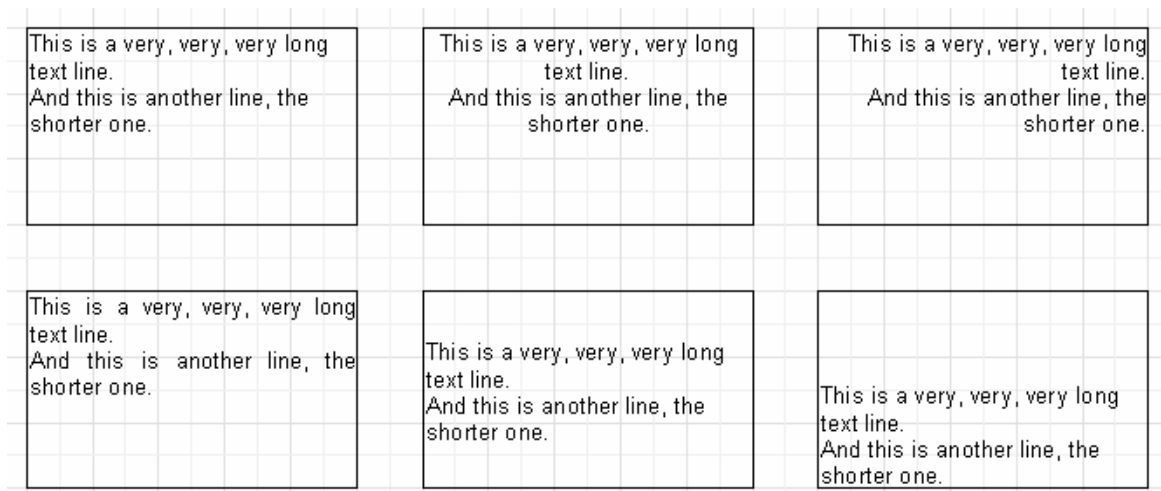 This is a very, very, very long
text line.
And this is another line, the
shorter one.
This is a very, very, very long
text line.
And this is another line, the
shorter one.
This is a very, very, very long
text line.
And this is another line, the
shorter one.
This is a very, very, very long
text line.
And this is another line, the
shorter one.
This is a very, very, very long
text line.
And this is another line, the
shorter one.
This is a very, very, very long
text line.
And this is another line, the
shorter one.